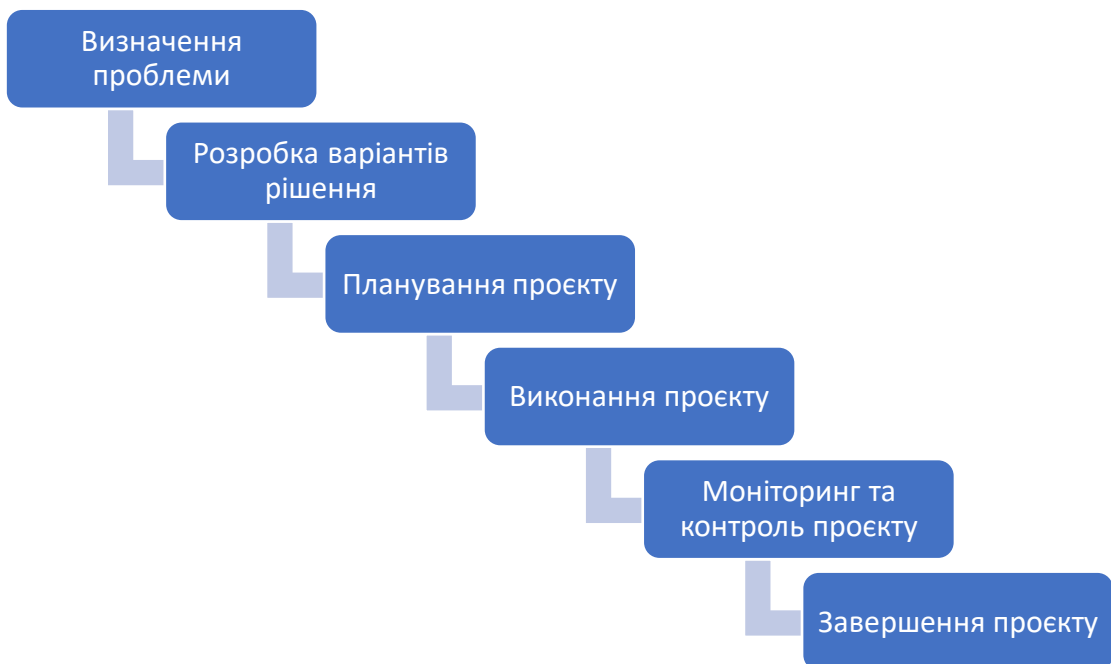 Визначення
проблеми
Розробка варіантів
рішення
Планування проєкту
Виконання проєкту
Моніторинг та
контроль проєкту
Завершення проєкту